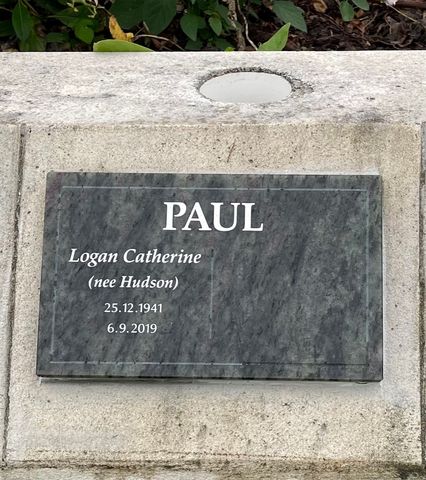 PAUL
Logan Catherine
(nee Hudson)
25.12.1941
6.9.2019